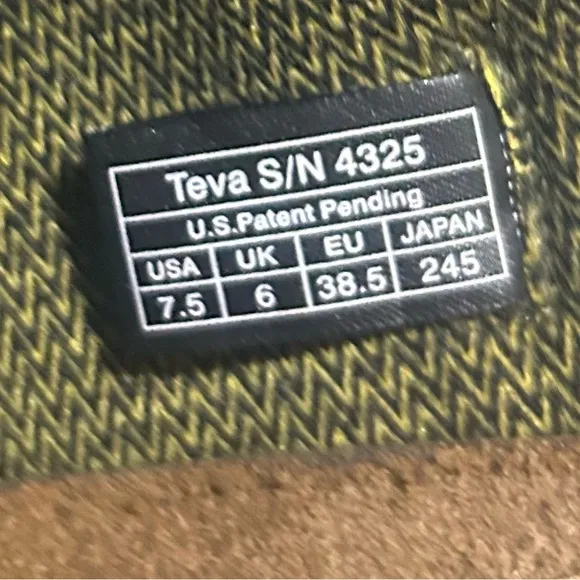 Teva S/N 4325
U.S.Patent Pending
USA UK EU JAPAN
7.5 6 38.5 245